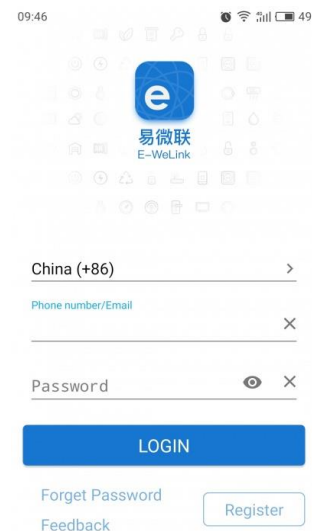 09:46
49
e
易微联
E-WeLink
China (+86)
Phone number/Email
Password
LOGIN
Forget Password
Register
Feedback